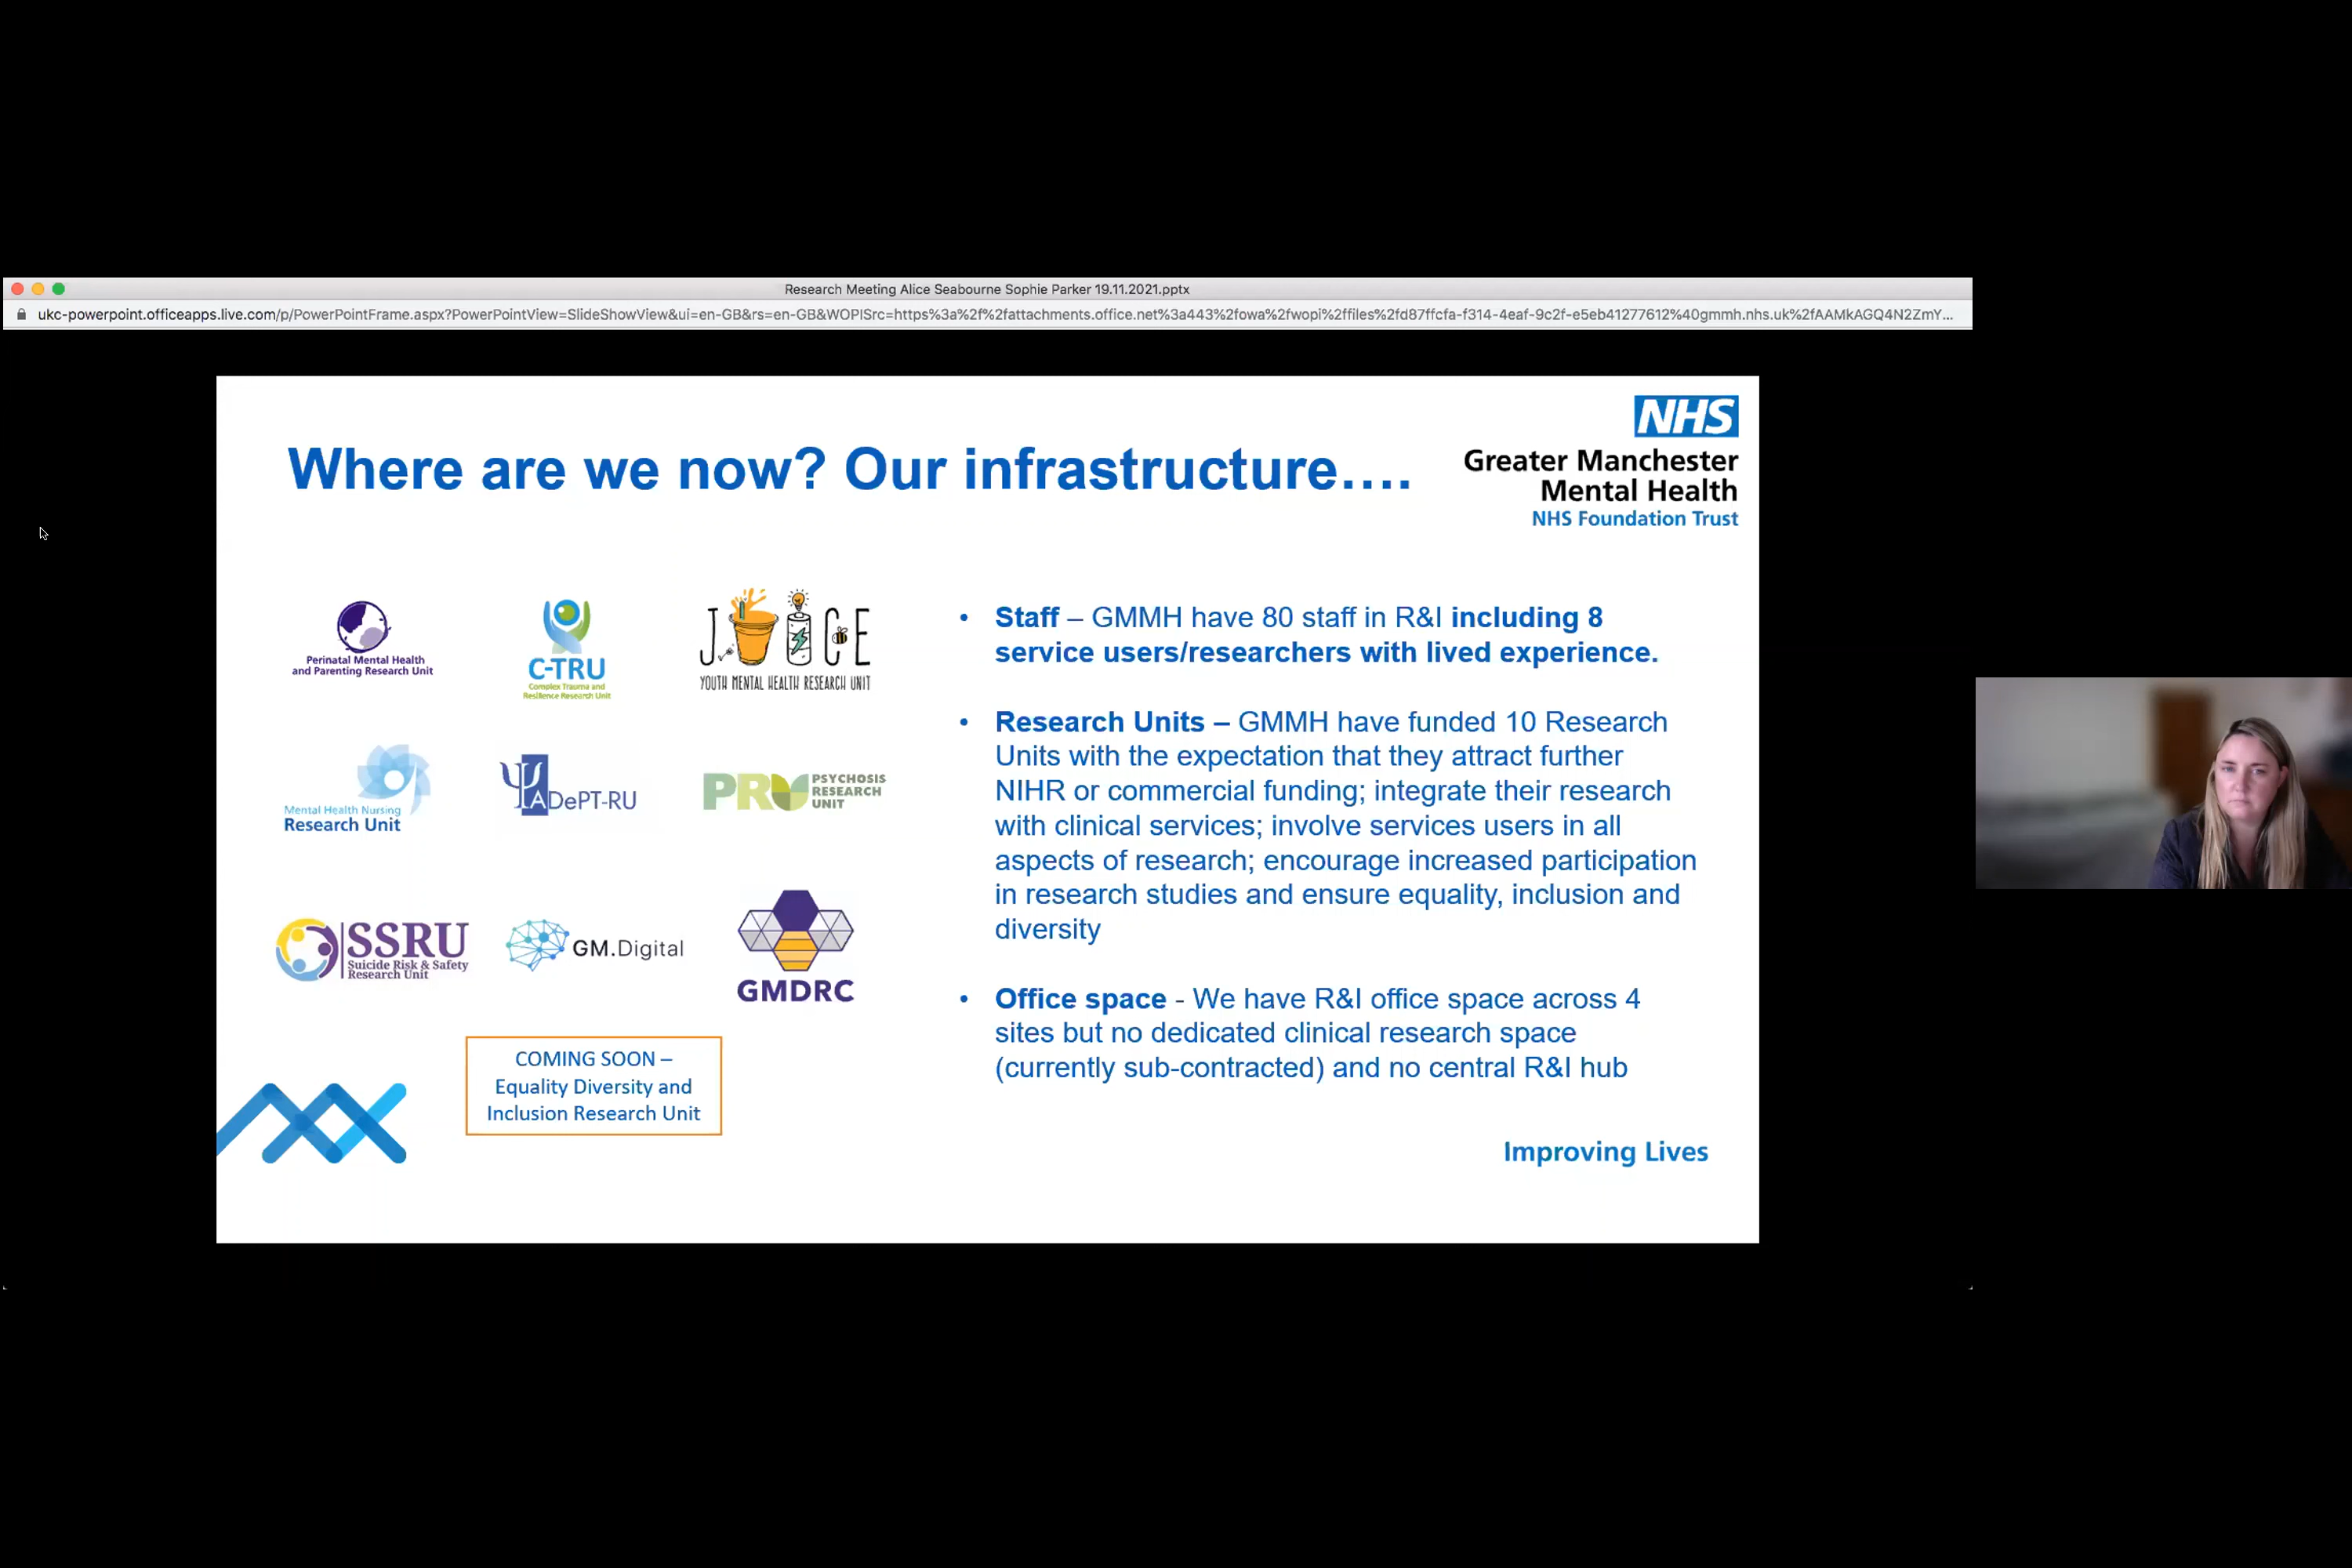 Research Meeting Alice Seabourne Sophie Parker 19.11.2021.pptx
ukc-powerpoint.officeapps.live.com/p/PowerPointFrame.aspx?PowerPointView=SlideShowView&ui=en-GB&rs=en-GB&WOPISrc=https%3a%2f%2fattachments.office.net%3a443%2fowa%2fwopi%2ffiles%2fd87ffcfa-f314-4eaf-9c2f-e5eb41277612%40gmmh.nhs.uk%2fAAMkAGQ4N2ZmY...
NHS
Greater Manchester
Mental Health
NHS Foundation Trust
Where are we now? Our infrastructure....
Perinatal Mental Health
and Parenting Research Unit
C-TRU
Complex Trauma and
Resilience Research Unit
JUICE
YOUTH MENTAL HEALTH RESEARCH UNIT
Mental Health Nursing
Research Unit
ADePT-RU
PRU PSYCHOSIS
RESEARCH
UNIT
SSRU
Suicide Risk & Safety
Research Unit
GM.Digital
GMDRC
COMING SOON –
Equality Diversity and
Inclusion Research Unit
• Staff – GMMH have 80 staff in R&I including 8
service users/researchers with lived experience.
• Research Units – GMMH have funded 10 Research
Units with the expectation that they attract further
NIHR or commercial funding; integrate their research
with clinical services; involve services users in all
aspects of research; encourage increased participation
in research studies and ensure equality, inclusion and
diversity
• Office space - We have R&I office space across 4
sites but no dedicated clinical research space
(currently sub-contracted) and no central R&I hub
Improving Lives